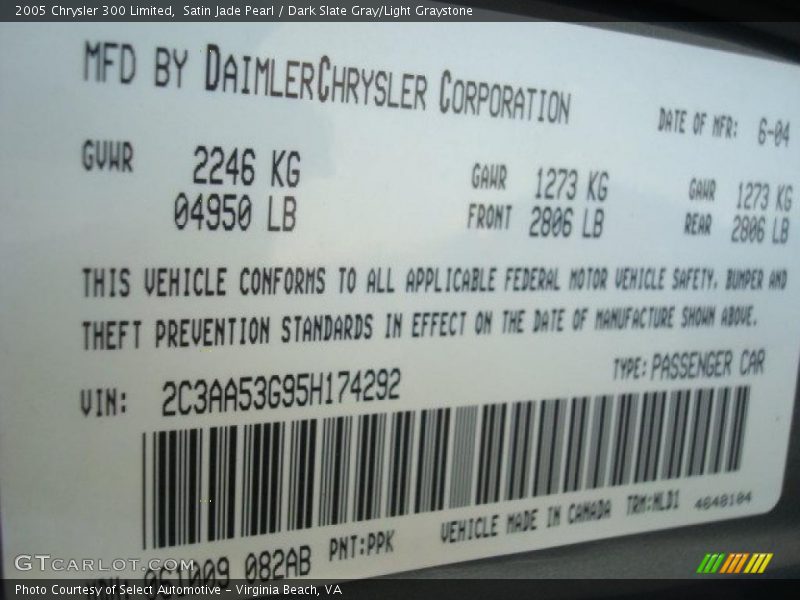 2005 Chrysler 300 Limited, Satin Jade Pearl / Dark Slate Gray/Light Graystone
MFD BY DAIMLERCHRYSLER CORPORATION
DATE OF MFR: 6-04
GVWR 2246 KG GAWR 1273 KG GAWR 1273 KG
04950 LB FRONT 2806 LB REAR 2806 LB
THIS VEHICLE CONFORMS TO ALL APPLICABLE FEDERAL MOTOR VEHICLE SAFETY, BUMPER AND
THEFT PREVENTION STANDARDS IN EFFECT ON THE DATE OF MANUFACTURE SHOWN ABOVE.
VIN: 2C3AA53G95H174292 TYPE: PASSENGER CAR
VEHICLE MADE IN CANADA TRM:MLD1 4648104
061009 082AB PNT:PPK
GTCARLOT.COM
Photo Courtesy of Select Automotive – Virginia Beach, VA